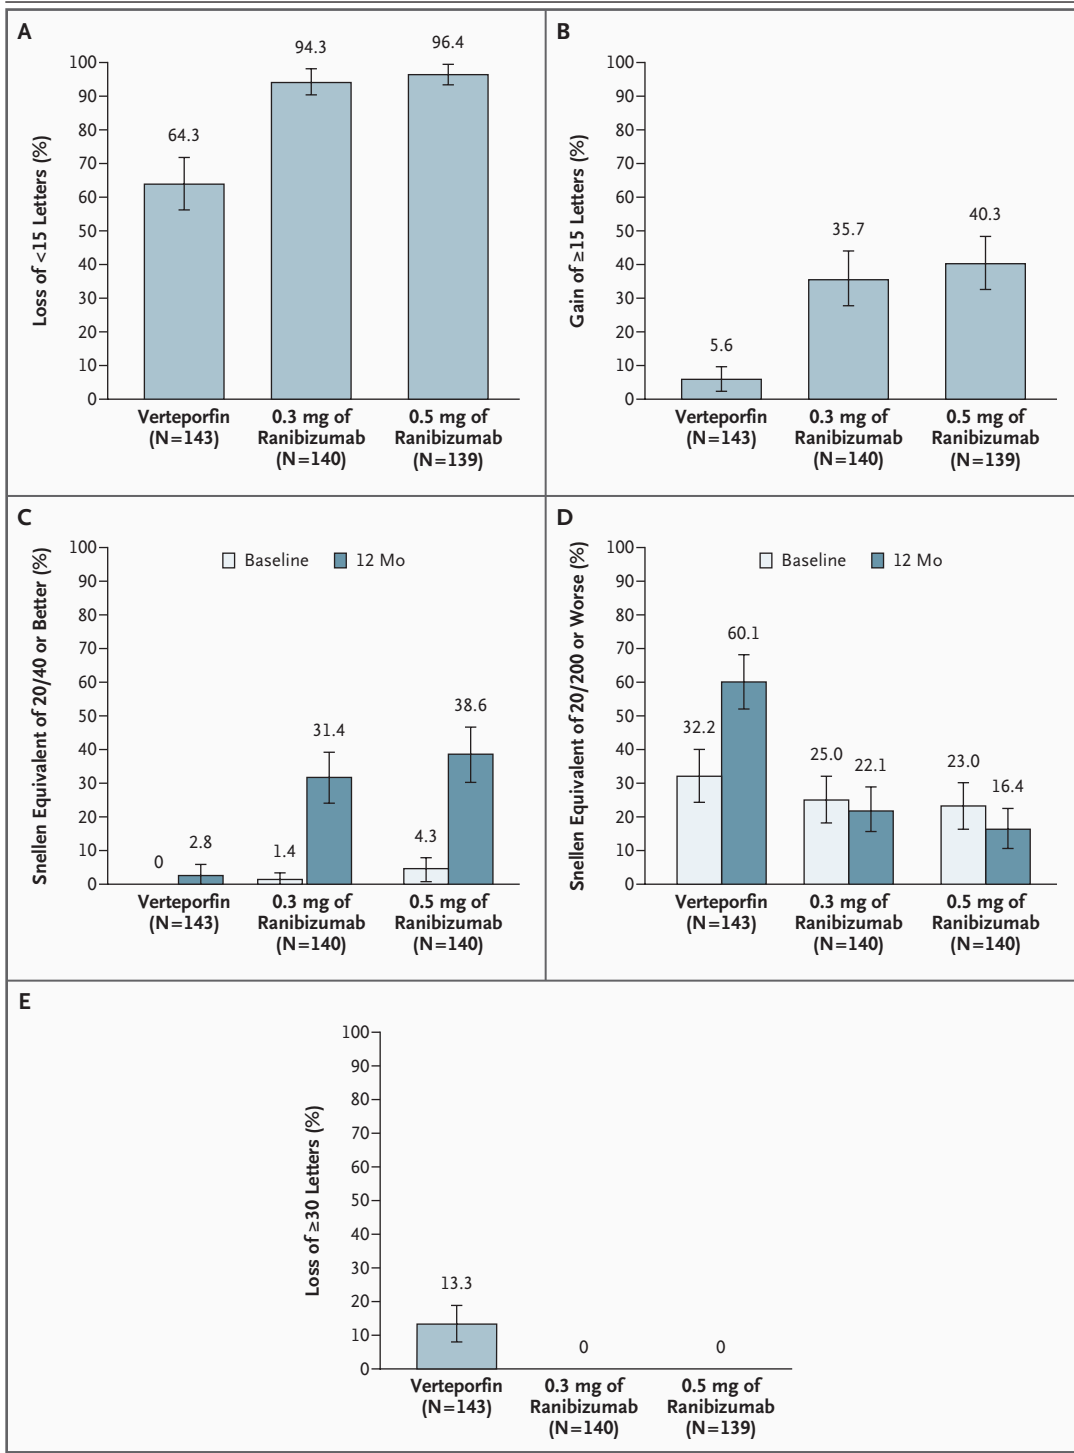 A
Loss of <15 Letters (%)
100
90
80
70
60
50
40
30
20
10
0
64.3
94.3
96.4
Verteporfin
(N=143)
0.3 mg of
Ranibizumab
(N=140)
0.5 mg of
Ranibizumab
(N=139)
B
Gain of ≥15 Letters (%)
100
90
80
70
60
50
40
30
20
10
0
5.6
35.7
40.3
Verteporfin
(N=143)
0.3 mg of
Ranibizumab
(N=140)
0.5 mg of
Ranibizumab
(N=139)
C
Snellen Equivalent of 20/40 or Better (%)
100
90
80
70
60
50
40
30
20
10
0
Baseline
12 Mo
0
2.8
1.4
31.4
4.3
38.6
Verteporfin
(N=143)
0.3 mg of
Ranibizumab
(N=140)
0.5 mg of
Ranibizumab
(N=140)
D
Snellen Equivalent of 20/200 or Worse (%)
100
90
80
70
60
50
40
30
20
10
0
Baseline
12 Mo
32.2
60.1
25.0
22.1
23.0
16.4
Verteporfin
(N=143)
0.3 mg of
Ranibizumab
(N=140)
0.5 mg of
Ranibizumab
(N=140)
E
Loss of ≥30 Letters (%)
100
90
80
70
60
50
40
30
20
10
0
13.3
0
0
Verteporfin
(N=143)
0.3 mg of
Ranibizumab
(N=140)
0.5 mg of
Ranibizumab
(N=139)